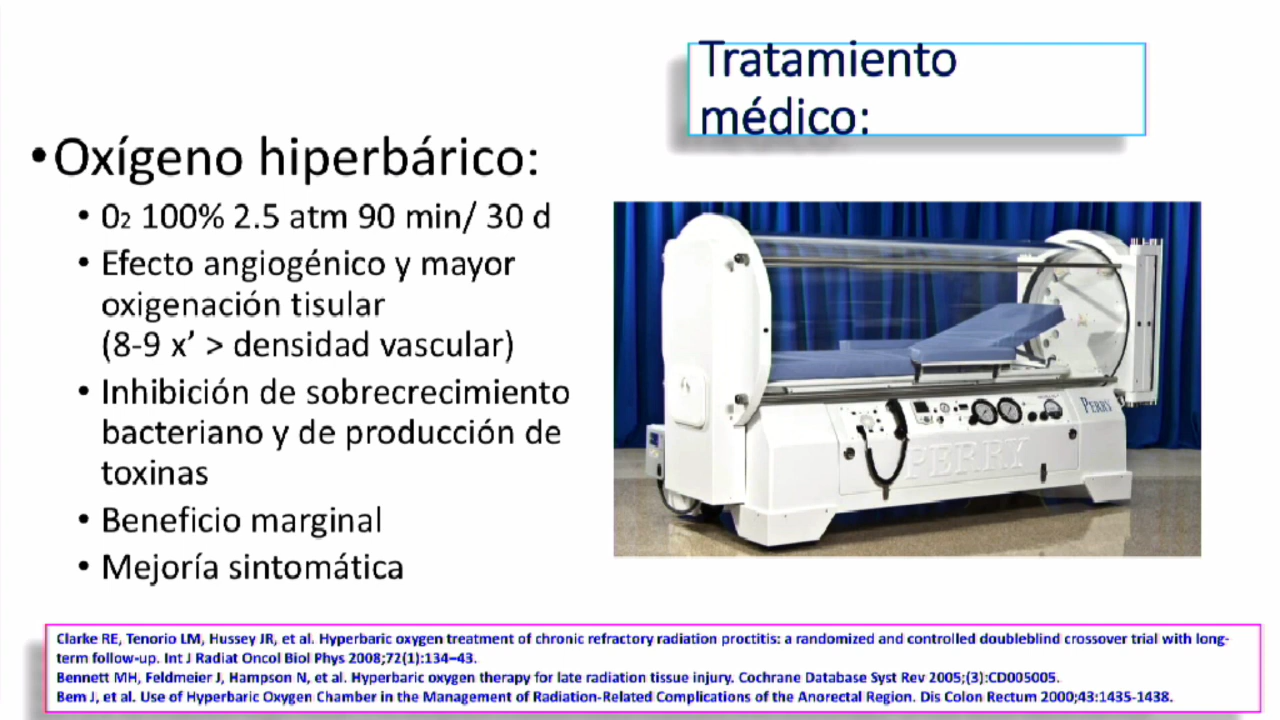 Tratamiento
médico:
•Oxígeno hiperbárico:
• 02 100% 2.5 atm 90 min/ 30 d
• Efecto angiogénico y mayor
oxigenación tisular
(8-9 x’ > densidad vascular)
• Inhibición de sobrecrecimiento
bacteriano y de producción de
toxinas
• Beneficio marginal
• Mejoría sintomática
PERRY
PERRY
Clarke RE, Tenorio LM, Hussey JR, et al. Hyperbaric oxygen treatment of chronic refractory radiation proctitis: a randomized and controlled doubleblind crossover trial with long-
term follow-up. Int J Radiat Oncol Biol Phys 2008;72(1):134–43.
Bennett MH, Feldmeier J, Hampson N, et al. Hyperbaric oxygen therapy for late radiation tissue injury. Cochrane Database Syst Rev 2005;(3):CD005005.
Bem J, et al. Use of Hyperbaric Oxygen Chamber in the Management of Radiation-Related Complications of the Anorectal Region. Dis Colon Rectum 2000;43:1435-1438.